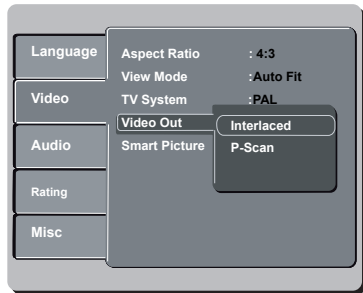 Language
Video
Audio
Rating
Misc
Aspect Ratio : 4:3
View Mode :Auto Fit
TV System :PAL
Video Out
Smart Picture
Interlaced
P-Scan